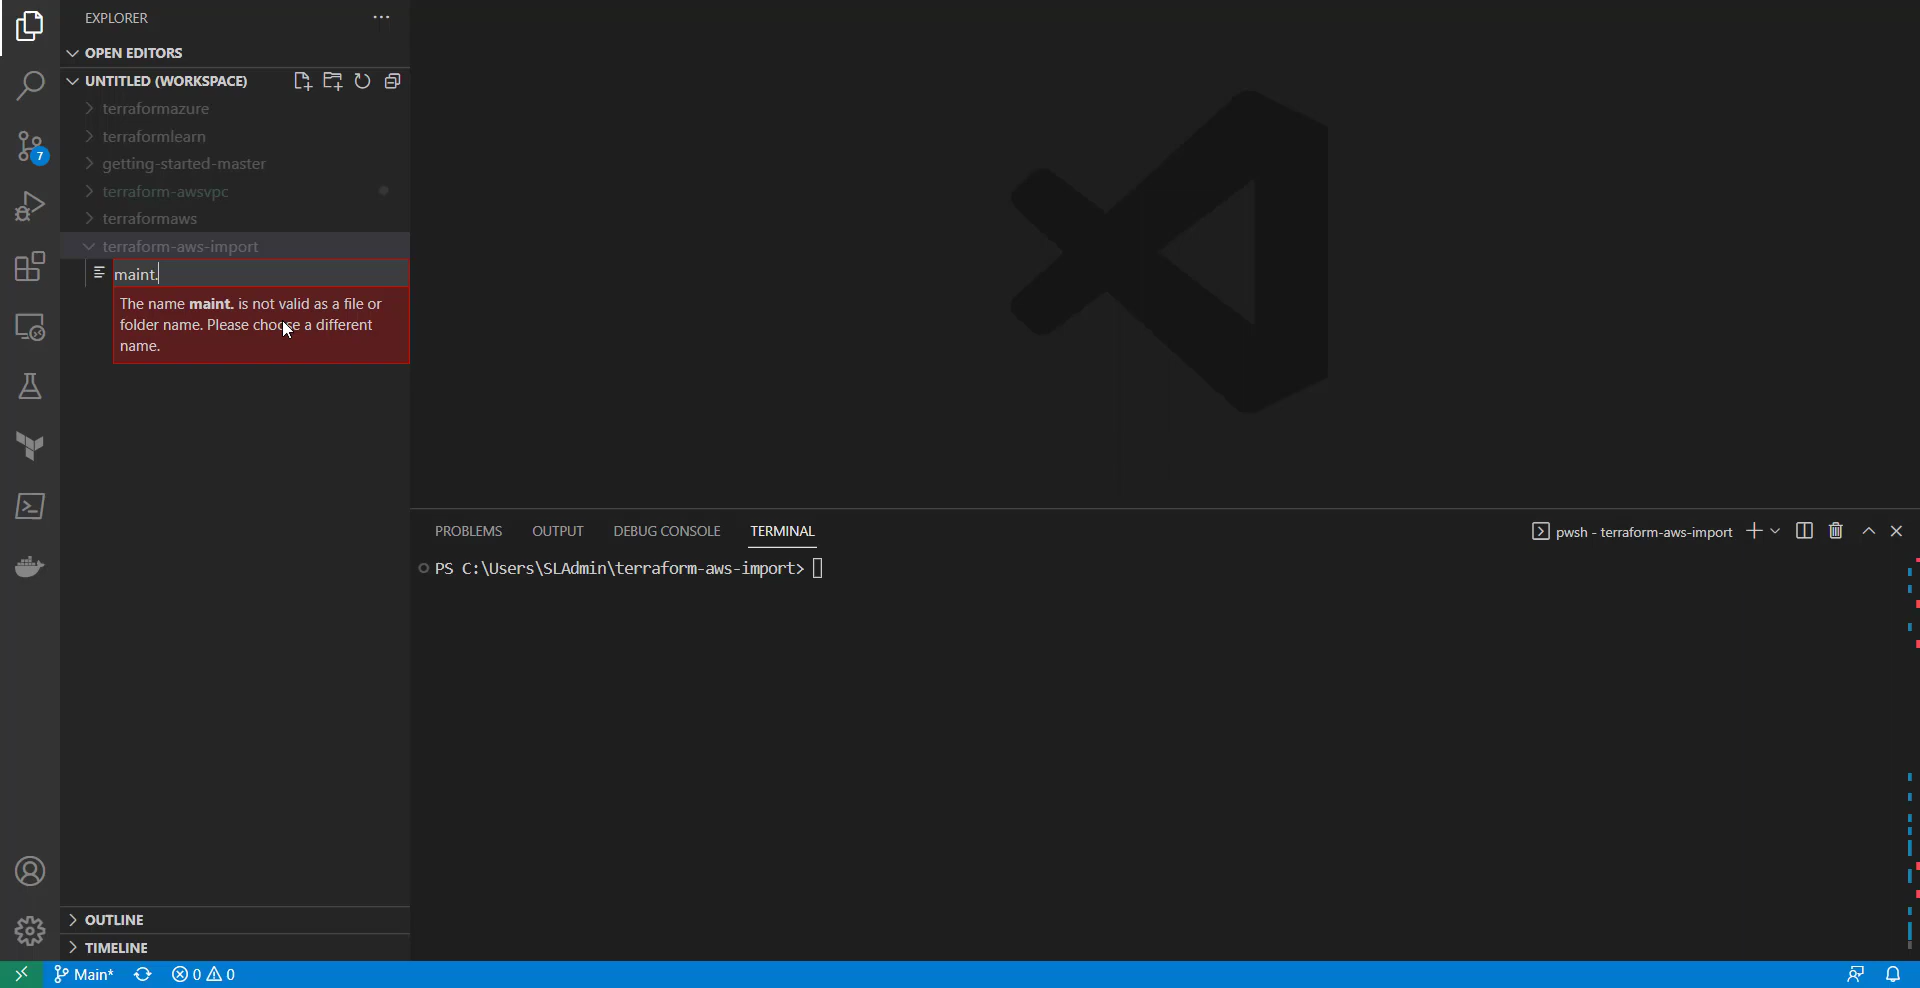 EXPLORER
OPEN EDITORS
UNTITLED (WORKSPACE)
terraformazure
terraformlearn
getting-started-master
terraform-awsvpc
terraformaws
terraform-aws-import
maint.
The name maint. is not valid as a file or
folder name. Please choose a different
name.
7
PROBLEMS OUTPUT DEBUG CONSOLE TERMINAL
pwsh - terraform-aws-import
PS C:\Users\SLAdmin\terraform-aws-import>
OUTLINE
TIMELINE
Main* 0 0